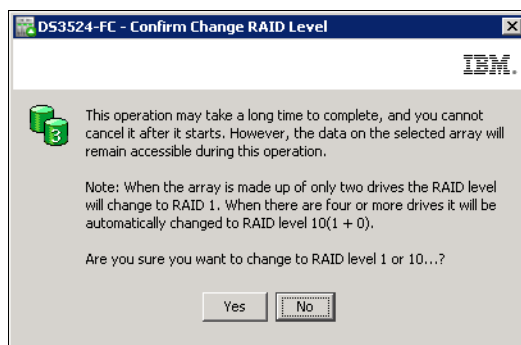 DS3524-FC - Confirm Change RAID Level
IBM.
This operation may take a long time to complete, and you cannot
cancel it after it starts. However, the data on the selected array will
remain accessible during this operation.
Note: When the array is made up of only two drives the RAID level
will change to RAID 1. When there are four or more drives it will be
automatically changed to RAID level 10(1 + 0).
Are you sure you want to change to RAID level 1 or 10...?
Yes
No